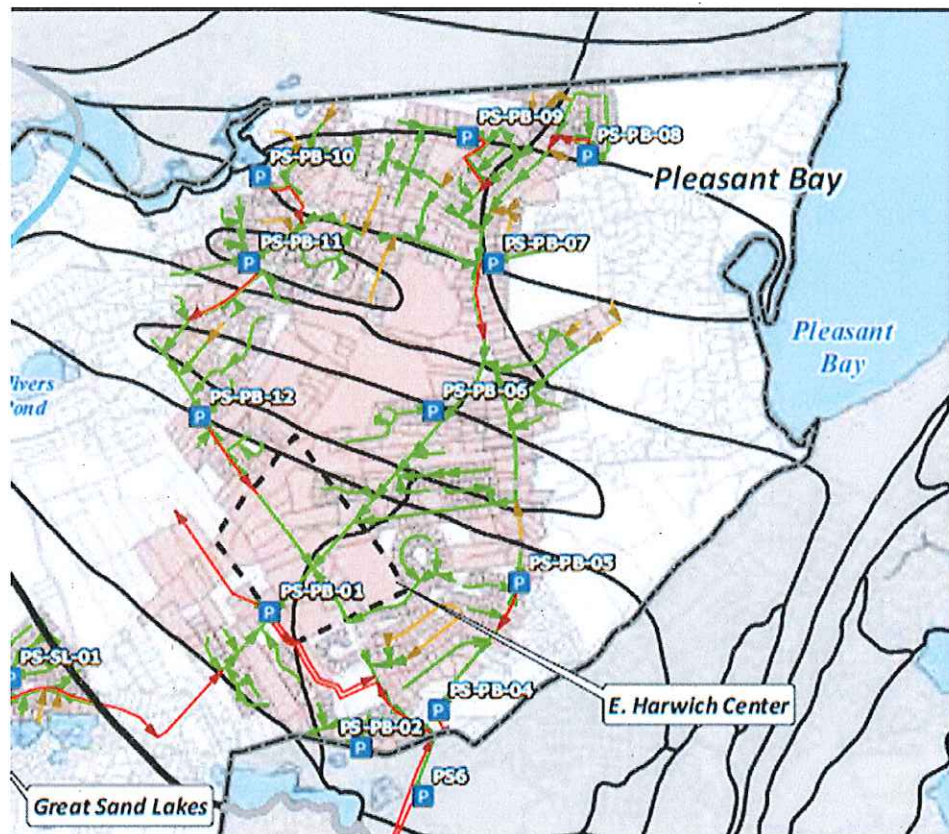 PS-PB-09
PS-PB-08
PS-PB-10
Pleasant Bay
PS-PB-11
PS-PB-07
Pleasant
Bay
PS-PB-06
Pond
PS-PB-12
PS-PB-05
PS-PB-01
PS-SL-01
PS-PB-04
E. Harwich Center
PS-PB-02
PS6
Great Sand Lakes
P
P
P
P
P
P
P
P
P
P
P
P
P